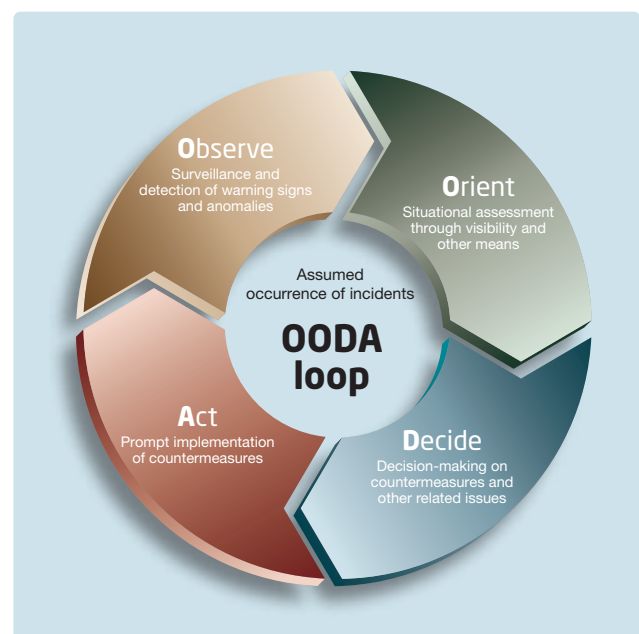 Observe
Surveillance and
detection of warning signs
and anomalies
Orient
Situational assessment
through visibility and
other means
Assumed
occurrence of incidents
OODA
loop
Act
Prompt implementation
of countermeasures
Decide
Decision-making on
countermeasures and
other related issues